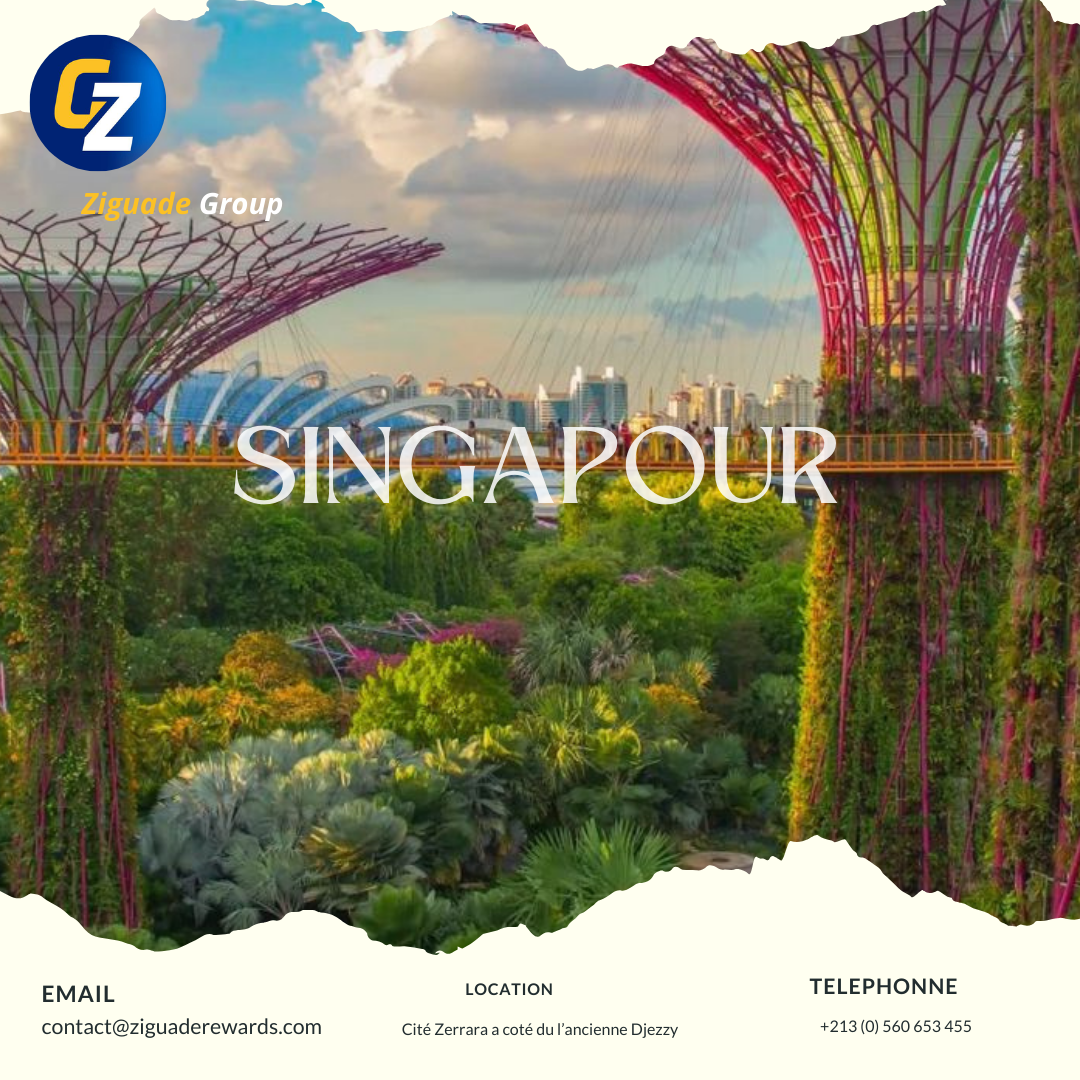 GZ
Ziguade Group
SINGAPOUR
EMAIL
contact@ziguaderewards.com
LOCATION
Cité Zerrara a coté du l'ancienne Djezzy
TELEPHONNE
+213 (0) 560 653 455